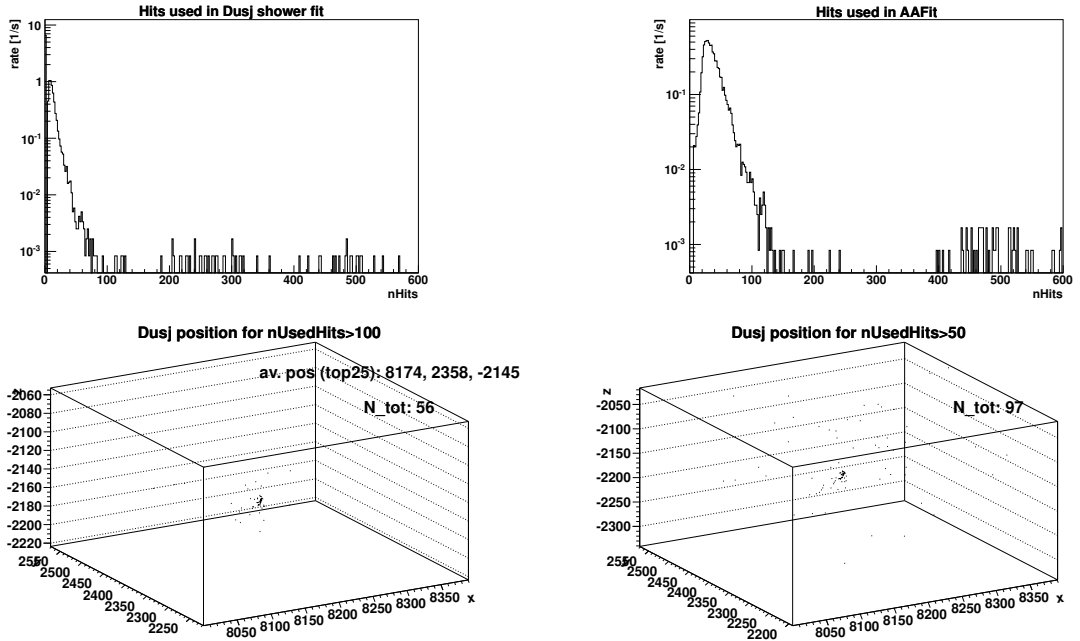 Hits used in Dusj shower fit
rate [1/s]
10
1
10^-1
10^-2
10^-3
0 100 200 300 400 500 600
nHits
Hits used in AAFit
rate [1/s]
10^-1
10^-2
10^-3
0 100 200 300 400 500 600
nHits
Dusj position for nUsedHits>100
av. pos (top25): 8174, 2358, -2145
N_tot: 56
-2060
-2080
-2100
-2120
-2140
-2160
-2180
-2200
-2220
2500
2450
2400
2350
2300
2250
8050 8100 8150 8200 8250 8300 8350 x
Dusj position for nUsedHits>50
N_tot: 97
z
-2050
-2100
-2150
-2200
-2250
-2300
2500
2450
2400
2350
2300
2250
2200
8050 8100 8150 8200 8250 8300 8350 x